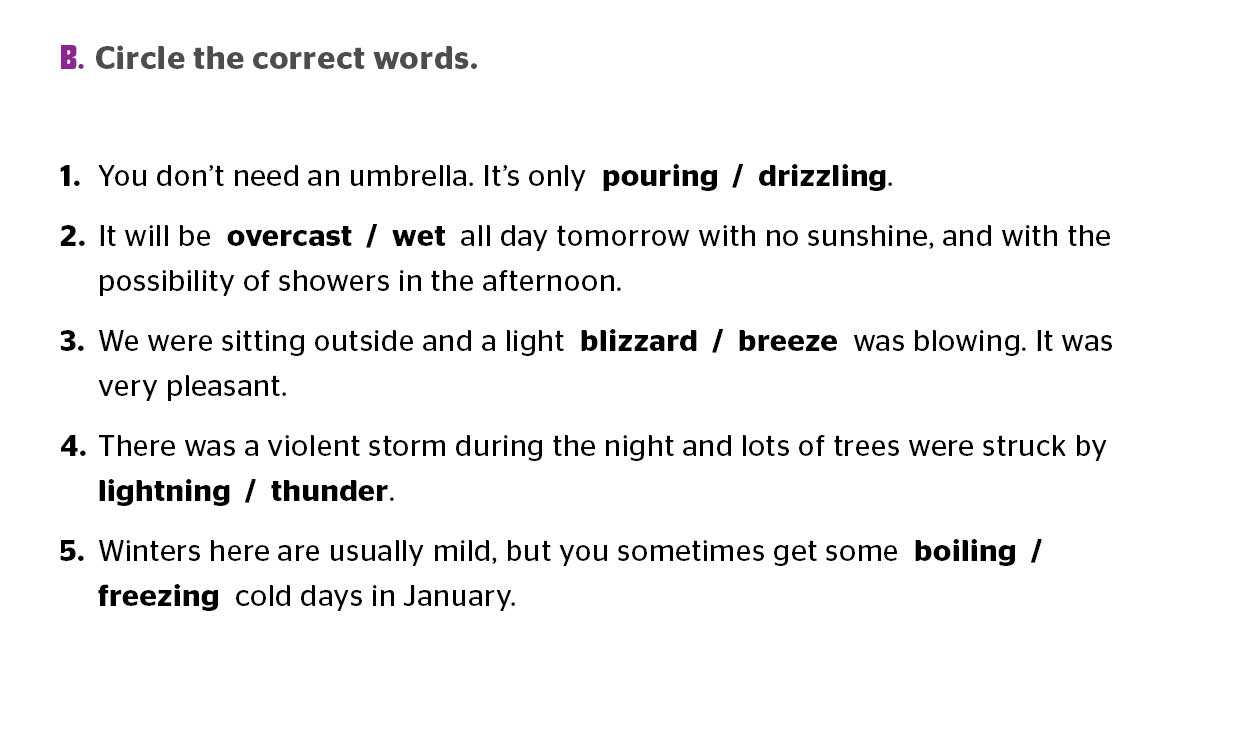 B. Circle the correct words.
1. You don’t need an umbrella. It’s only pouring / drizzling.
2. It will be overcast / wet all day tomorrow with no sunshine, and with the
possibility of showers in the afternoon.
3. We were sitting outside and a light blizzard / breeze was blowing. It was
very pleasant.
4. There was a violent storm during the night and lots of trees were struck by
lightning / thunder.
5. Winters here are usually mild, but you sometimes get some boiling /
freezing cold days in January.